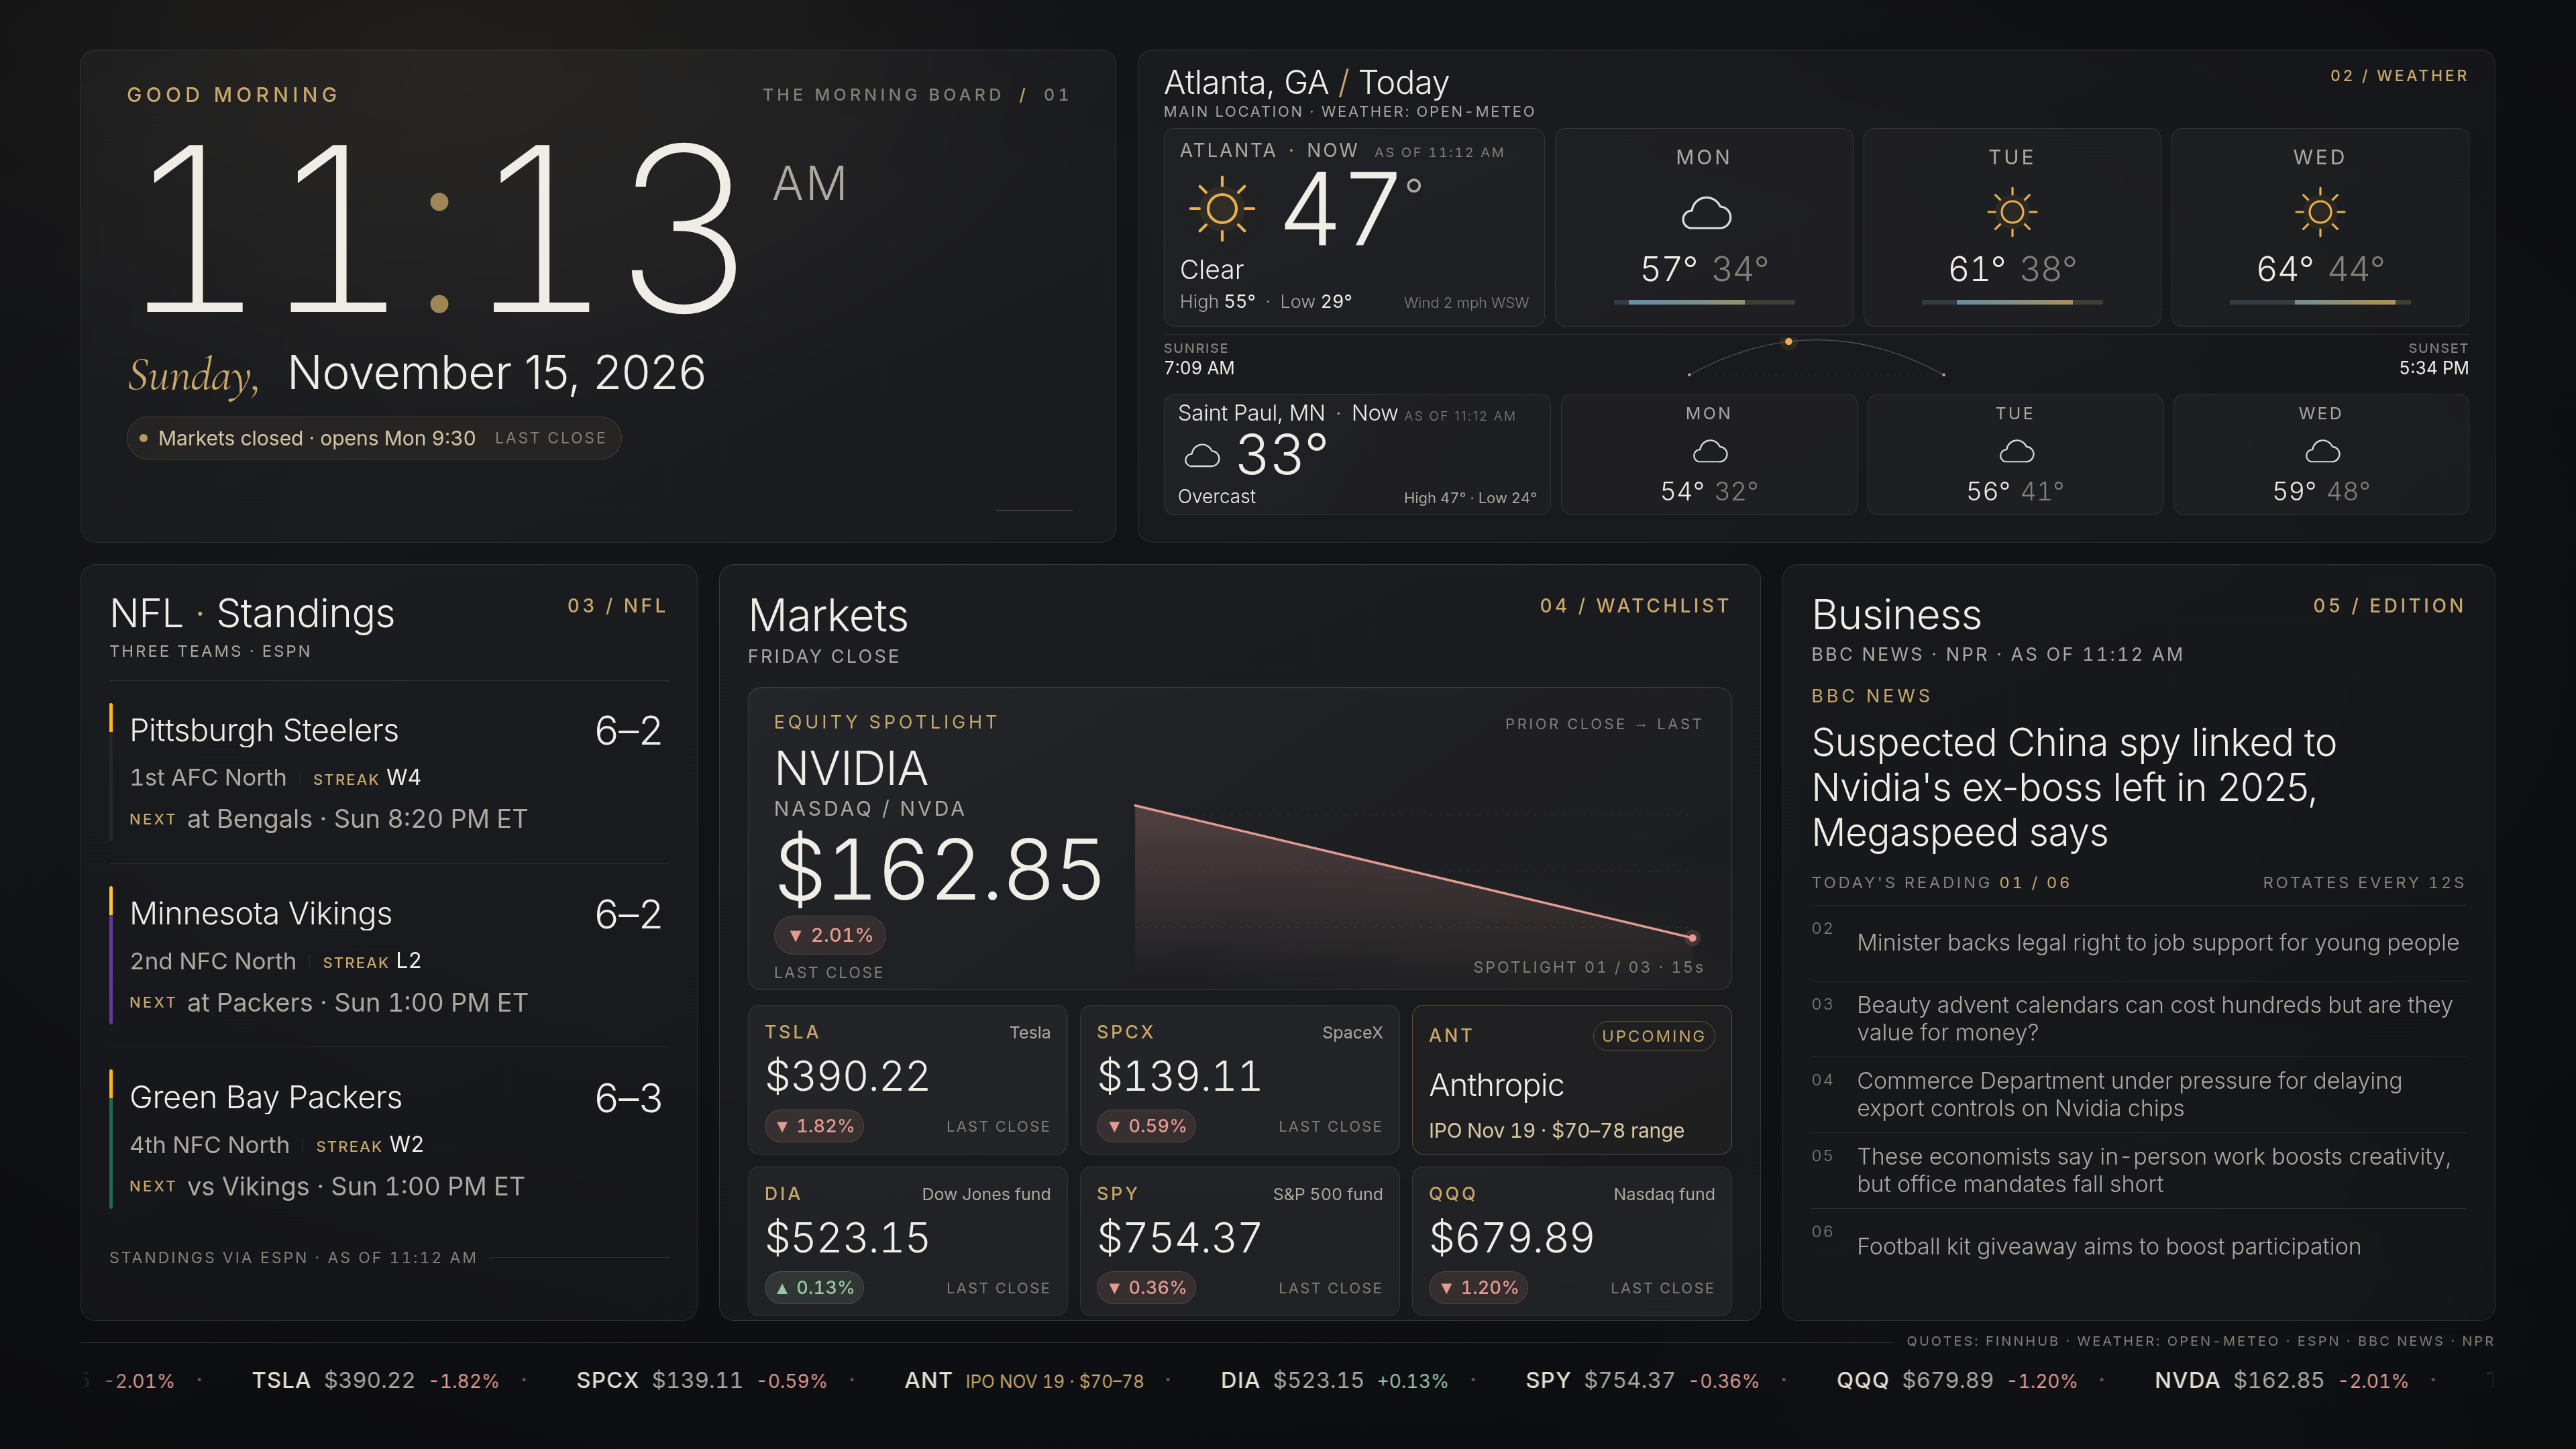 GOOD MORNING
THE MORNING BOARD / 01
11:13 AM
Sunday, November 15, 2026
Markets closed · opens Mon 9:30 LAST CLOSE
Atlanta, GA / Today
02 / WEATHER
MAIN LOCATION · WEATHER: OPEN-METEO
ATLANTA · NOW AS OF 11:12 AM
47°
Clear
High 55° · Low 29°
Wind 2 mph WSW
MON
57° 34°
TUE
61° 38°
WED
64° 44°
SUNRISE
7:09 AM
SUNSET
5:34 PM
Saint Paul, MN · Now AS OF 11:12 AM
33°
Overcast
High 47° · Low 24°
MON
54° 32°
TUE
56° 41°
WED
59° 48°
NFL · Standings
03 / NFL
THREE TEAMS · ESPN
Pittsburgh Steelers
6–2
1st AFC North STREAK W4
NEXT at Bengals · Sun 8:20 PM ET
Minnesota Vikings
6–2
2nd NFC North STREAK L2
NEXT at Packers · Sun 1:00 PM ET
Green Bay Packers
6–3
4th NFC North STREAK W2
NEXT vs Vikings · Sun 1:00 PM ET
STANDINGS VIA ESPN · AS OF 11:12 AM
Markets
04 / WATCHLIST
FRIDAY CLOSE
EQUITY SPOTLIGHT
PRIOR CLOSE → LAST
NVIDIA
NASDAQ / NVDA
$162.85
▼ 2.01%
LAST CLOSE
SPOTLIGHT 01 / 03 · 15s
TSLA
Tesla
$390.22
▼ 1.82%
LAST CLOSE
SPCX
SpaceX
$139.11
▼ 0.59%
LAST CLOSE
ANT
UPCOMING
Anthropic
IPO Nov 19 · $70–78 range
DIA
Dow Jones fund
$523.15
▲ 0.13%
LAST CLOSE
SPY
S&P 500 fund
$754.37
▼ 0.36%
LAST CLOSE
QQQ
Nasdaq fund
$679.89
▼ 1.20%
LAST CLOSE
Business
05 / EDITION
BBC NEWS · NPR · AS OF 11:12 AM
BBC NEWS
Suspected China spy linked to
Nvidia's ex-boss left in 2025,
Megaspeed says
TODAY'S READING 01 / 06
ROTATES EVERY 12S
02
Minister backs legal right to job support for young people
03
Beauty advent calendars can cost hundreds but are they
value for money?
04
Commerce Department under pressure for delaying
export controls on Nvidia chips
05
These economists say in-person work boosts creativity,
but office mandates fall short
06
Football kit giveaway aims to boost participation
QUOTES: FINNHUB · WEATHER: OPEN-METEO · ESPN · BBC NEWS · NPR
5 -2.01% · TSLA $390.22 -1.82% · SPCX $139.11 -0.59% · ANT IPO NOV 19 · $70–78 · DIA $523.15 +0.13% · SPY $754.37 -0.36% · QQQ $679.89 -1.20% · NVDA $162.85 -2.01% ·